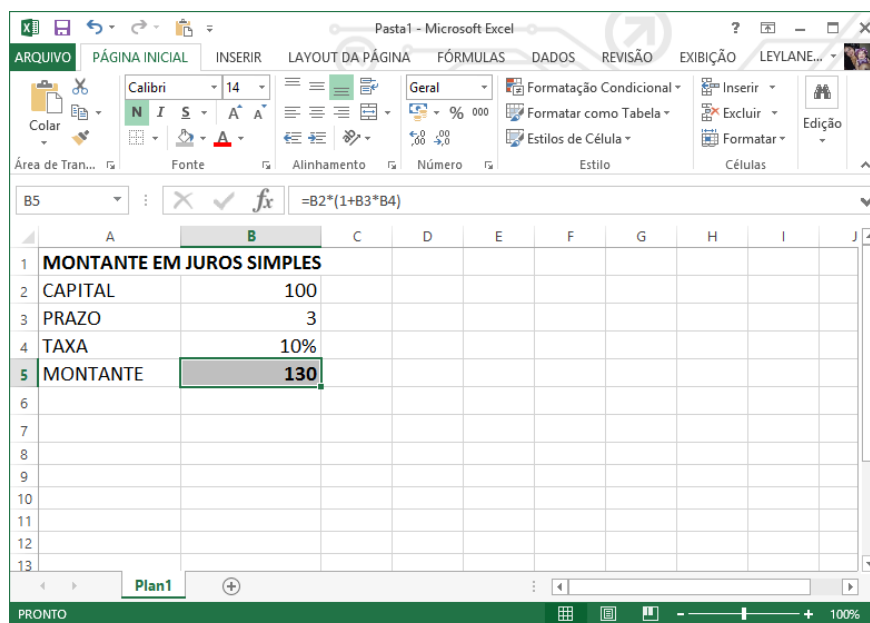 Pasta1 - Microsoft Excel
?
ARQUIVO PÁGINA INICIAL INSERIR LAYOUT DA PÁGINA FÓRMULAS DADOS REVISÃO EXIBIÇÃO LEYLANE...
Colar
Calibri 14
N I S A A
A
Geral
% 000
Formatação Condicional
Formatar como Tabela
Estilos de Célula
Inserir
Excluir
Formatar
Edição
Área de Tran... Fonte Alinhamento Número Estilo Células
B5 fx =B2*(1+B3*B4)
A B C D E F G H I J
1 MONTANTE EM JUROS SIMPLES
2 CAPITAL 100
3 PRAZO 3
4 TAXA 10%
5 MONTANTE 130
6
7
8
9
10
11
12
13
Plan1
PRONTO 100%